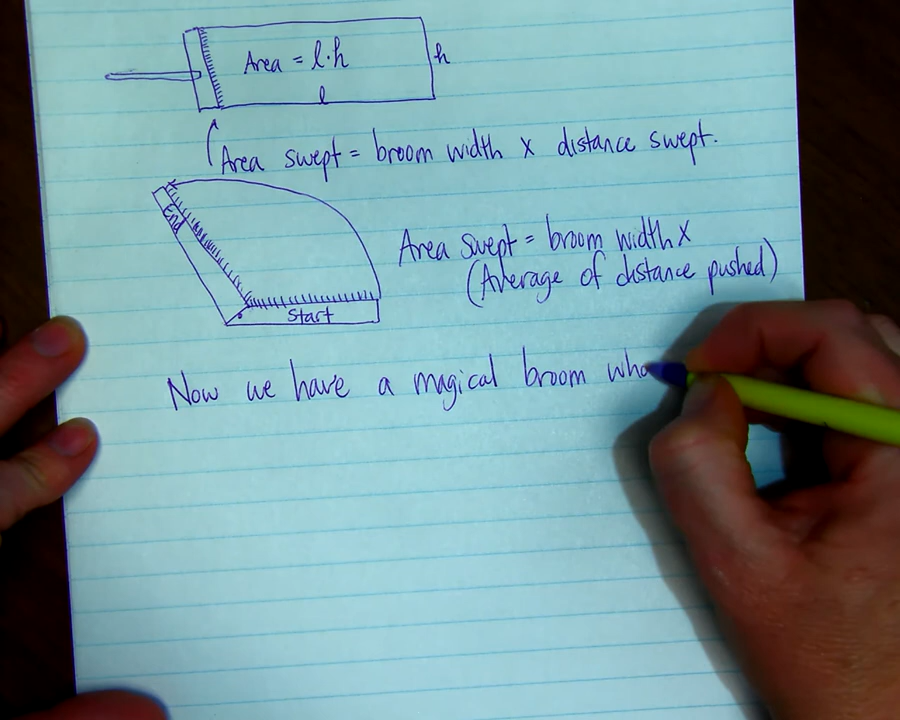 Area = l·h
h
l
Area swept = broom width x distance swept.
End
Area swept = broom width x
(Average of distance pushed)
Start
Now we have a magical broom who